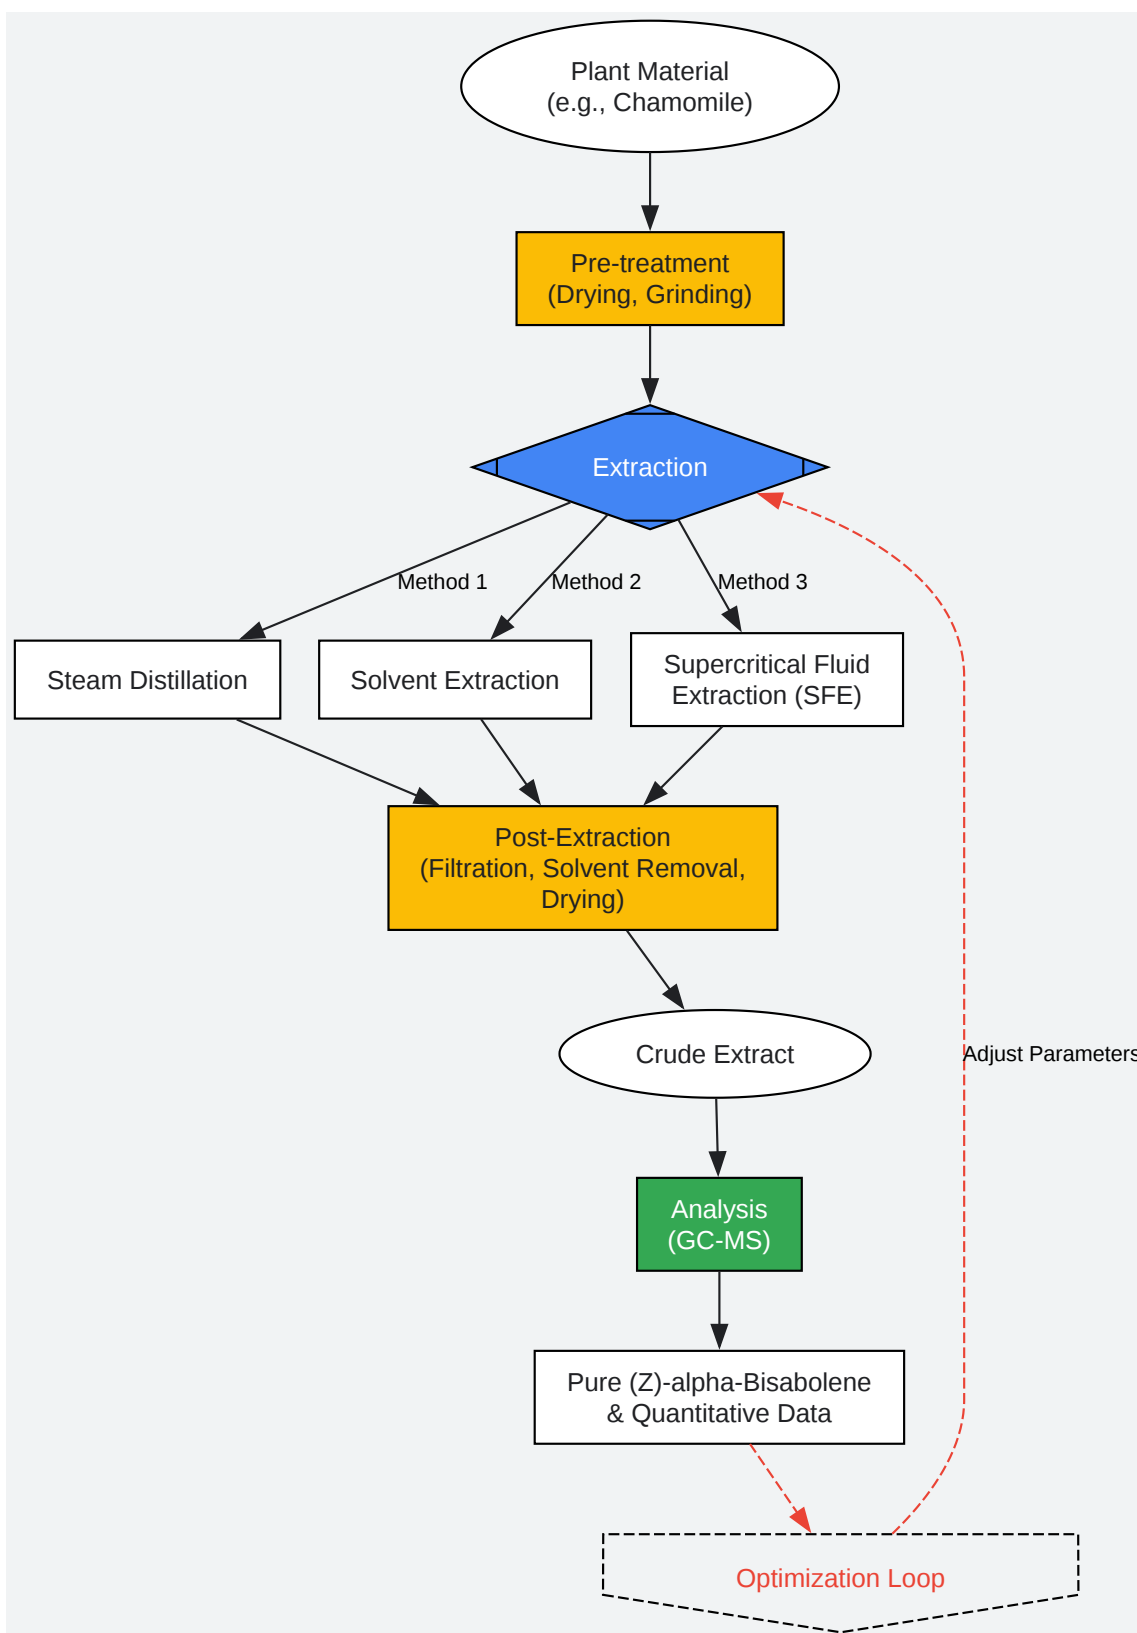 Plant Material
(e.g., Chamomile)
Pre-treatment
(Drying, Grinding)
Extraction
Method 1
Method 2
Method 3
Steam Distillation
Solvent Extraction
Supercritical Fluid
Extraction (SFE)
Post-Extraction
(Filtration, Solvent Removal,
Drying)
Crude Extract
Adjust Parameters
Analysis
(GC-MS)
Pure (Z)-alpha-Bisabolene
& Quantitative Data
Optimization Loop